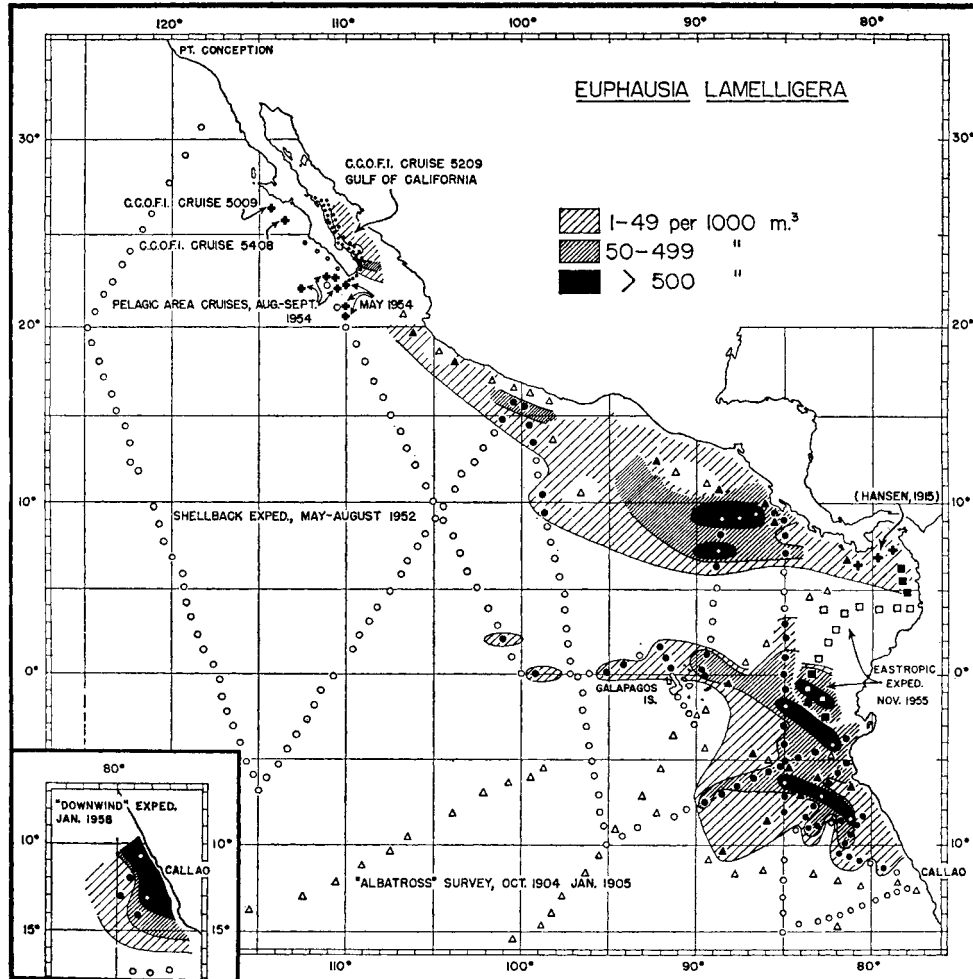 120° 110° 100° 90° 80°
PT. CONCEPTION
EUPHAUSIA LAMELLIGERA
30° 30°
C.C.O.F.I. CRUISE 5209
GULF OF CALIFORNIA
C.C.O.F.I. CRUISE 5009
C.C.O.F.I. CRUISE 5408
1-49 per 1000 m.³
50-499 "
> 500 "
PELAGIC AREA CRUISES, AUG.-SEPT.
1954
MAY 1954
20° 20°
(HANSEN, 1915)
10° 10°
SHELLBACK EXPED., MAY-AUGUST 1952
0° 0°
GALAPAGOS
IS.
EASTROPIC
EXPED.
NOV. 1955
80°
"DOWNWIND" EXPED.
JAN. 1958
10° 10°
CALLAO
15° 15°
10°
CALLAO
"ALBATROSS" SURVEY, OCT. 1904 JAN. 1905
110° 100° 90° 80°